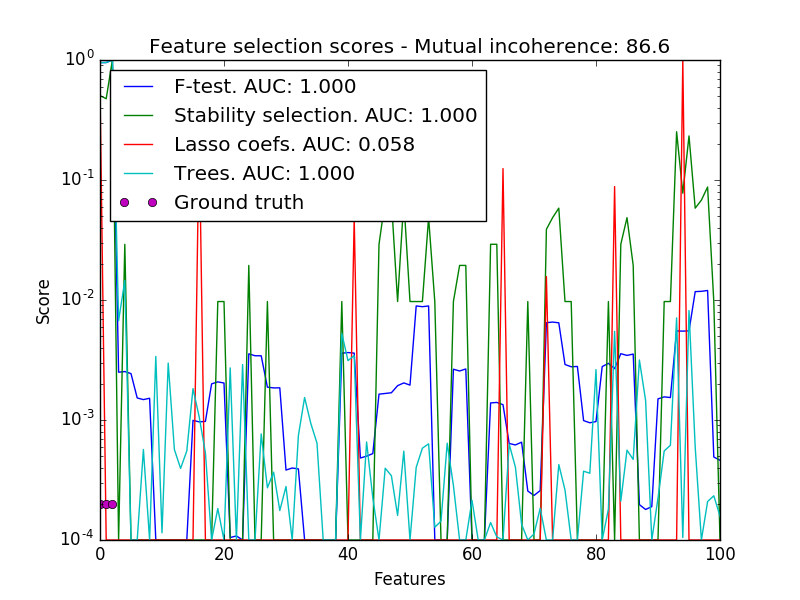 Feature selection scores - Mutual incoherence: 86.6
10^0
F-test. AUC: 1.000
Stability selection. AUC: 1.000
Lasso coefs. AUC: 0.058
Trees. AUC: 1.000
Ground truth
10^-1
10^-2
10^-3
10^-4
Score
0 20 40 60 80 100
Features